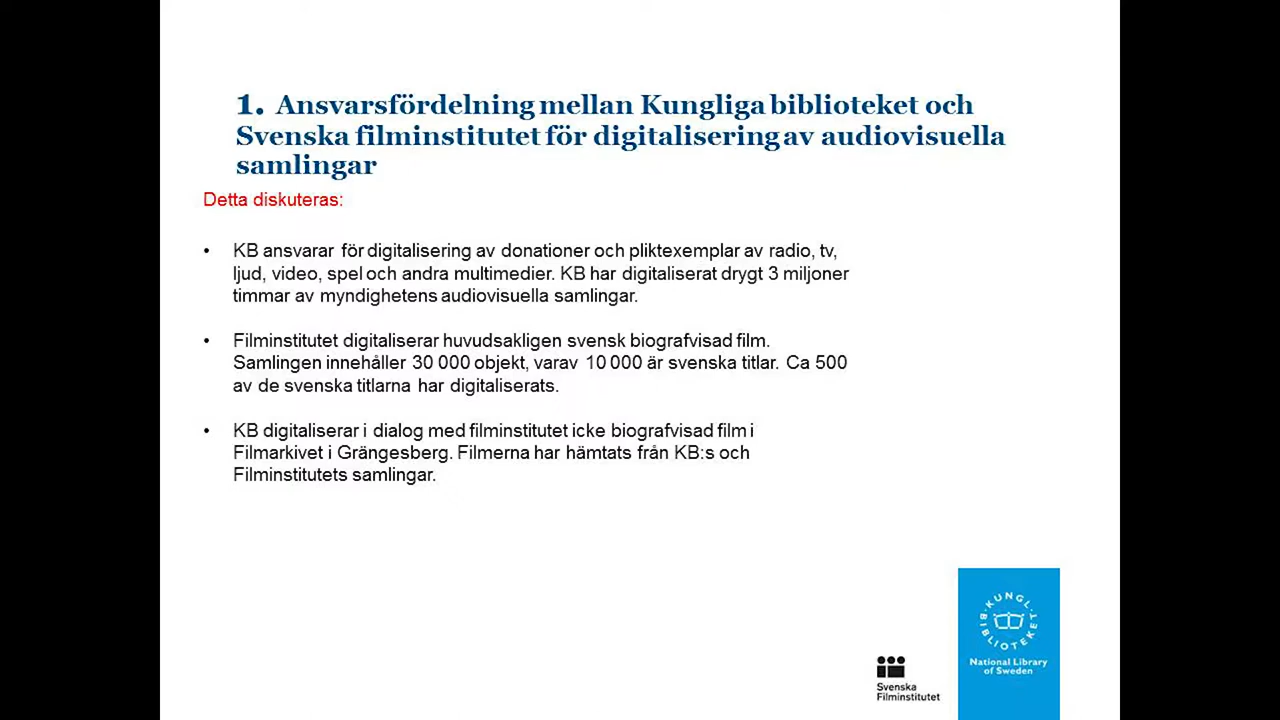 1. Ansvarsfördelning mellan Kungliga biblioteket och
Svenska filminstitutet för digitalisering av audiovisuella
samlingar
Detta diskuteras:
• KB ansvarar för digitalisering av donationer och pliktexemplar av radio, tv,
ljud, video, spel och andra multimedier. KB har digitaliserat drygt 3 miljoner
timmar av myndighetens audiovisuella samlingar.
• Filminstitutet digitaliserar huvudsakligen svensk biografvisad film.
Samlingen innehåller 30 000 objekt, varav 10 000 är svenska titlar. Ca 500
av de svenska titlarna har digitaliserats.
• KB digitaliserar i dialog med filminstitutet icke biografvisad film i
Filmarkivet i Grängesberg. Filmerna har hämtats från KB:s och
Filminstitutets samlingar.
Svenska
Filminstitutet
KUNGL.
BIBLIOTEKET
National Library
of Sweden